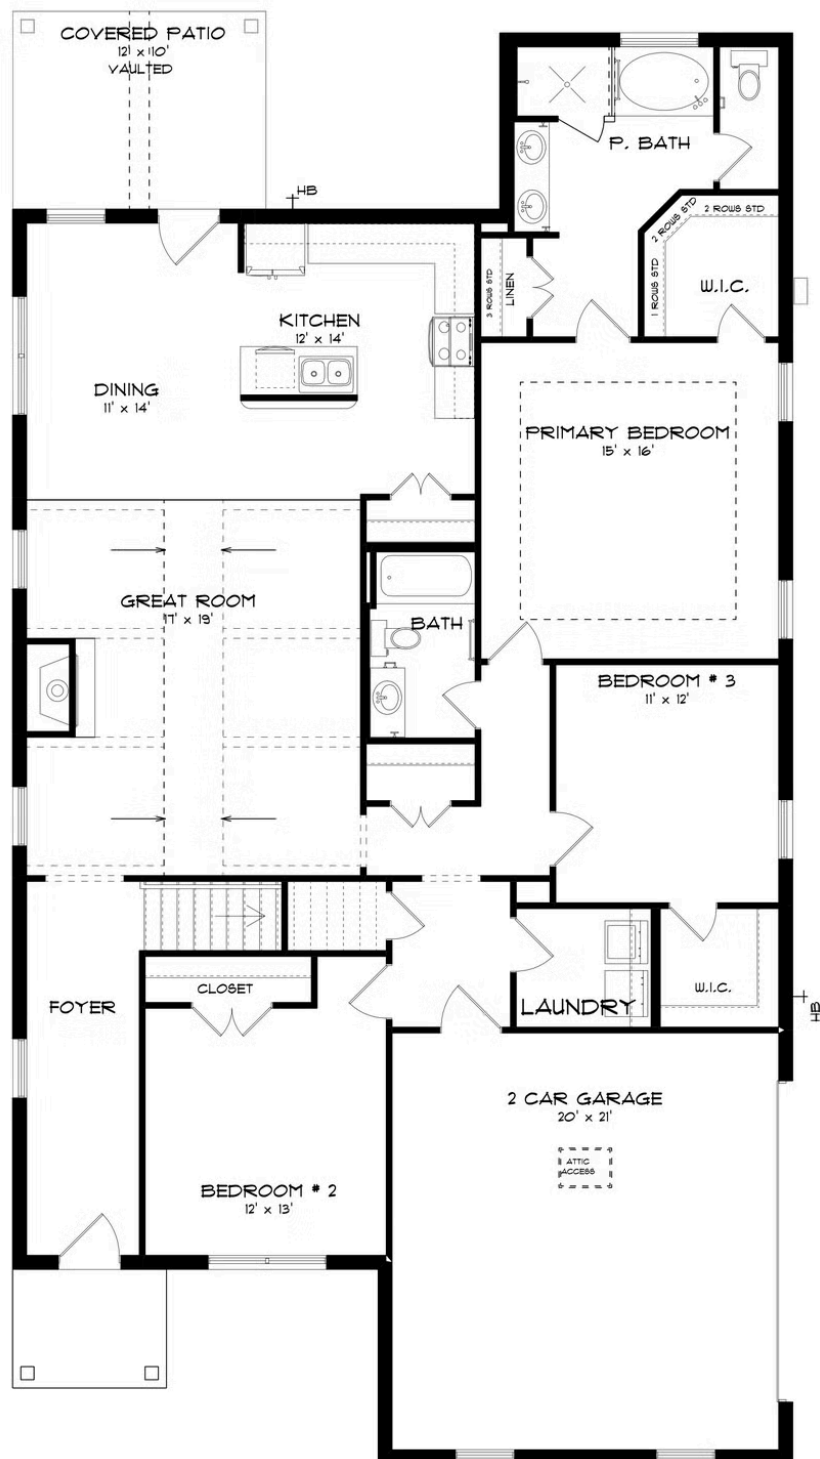 COVERED PATIO
12' x 10'
VAULTED
HB
P. BATH
2 ROWS STD
2 ROWS STD
1 ROWS STD
W.I.C.
3 ROWS STD
LINEN
KITCHEN
12' x 14'
DINING
11' x 14'
PRIMARY BEDROOM
15' x 16'
GREAT ROOM
17' x 19'
BATH
BEDROOM # 3
11' x 12'
CLOSET
FOYER
LAUNDRY
W.I.C.
HB
2 CAR GARAGE
20' x 21'
ATTIC
ACCESS
BEDROOM # 2
12' x 13'